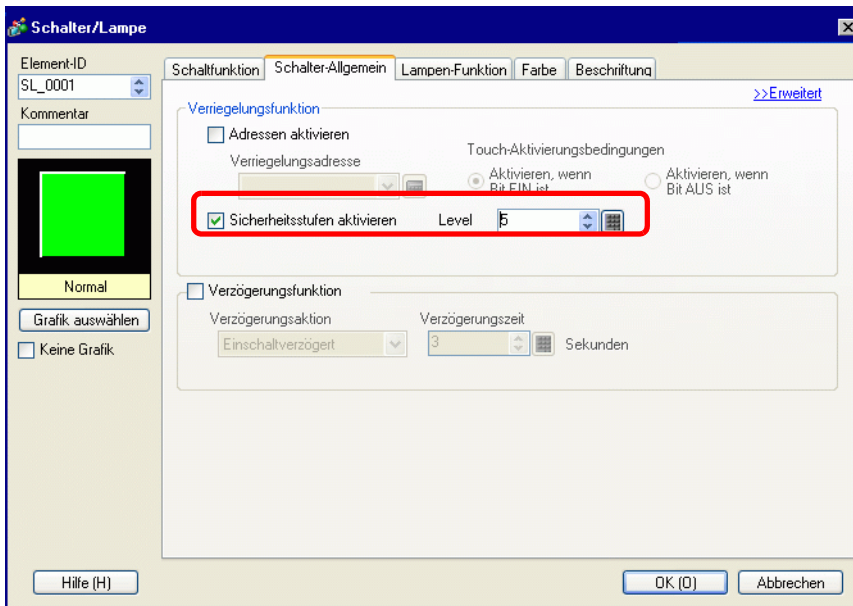 Schalter/Lampe
Element-ID
SL_0001
Kommentar
Normal
Grafik auswählen
Keine Grafik
Schaltfunktion Schalter-Allgemein Lampen-Funktion Farbe Beschriftung
>>Erweitert
Verriegelungsfunktion
Adressen aktivieren
Verriegelungsadresse
Touch-Aktivierungsbedingungen
Aktivieren, wenn
Bit EIN ist
Aktivieren, wenn
Bit AUS ist
Sicherheitsstufen aktivieren Level 5
Verzögerungsfunktion
Verzögerungsaktion Verzögerungszeit
Einschaltverzögert 3 Sekunden
Hilfe (H) OK (O) Abbrechen